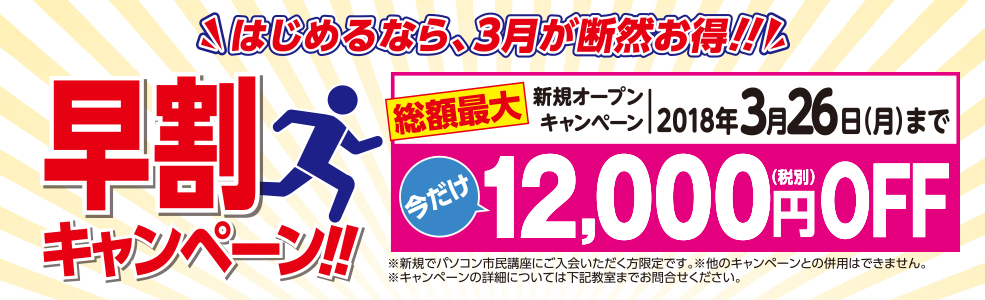 はじめるなら、3月が断然お得!!
早割
キャンペーン!!
総額最大
新規オープン
キャンペーン
2018年3月26日(月)まで
今だけ
12,000円(税別)OFF
※新規でパソコン市民講座にご入会いただく方限定です。※他のキャンペーンとの併用はできません。
※キャンペーンの詳細については下記教室までお問合せください。